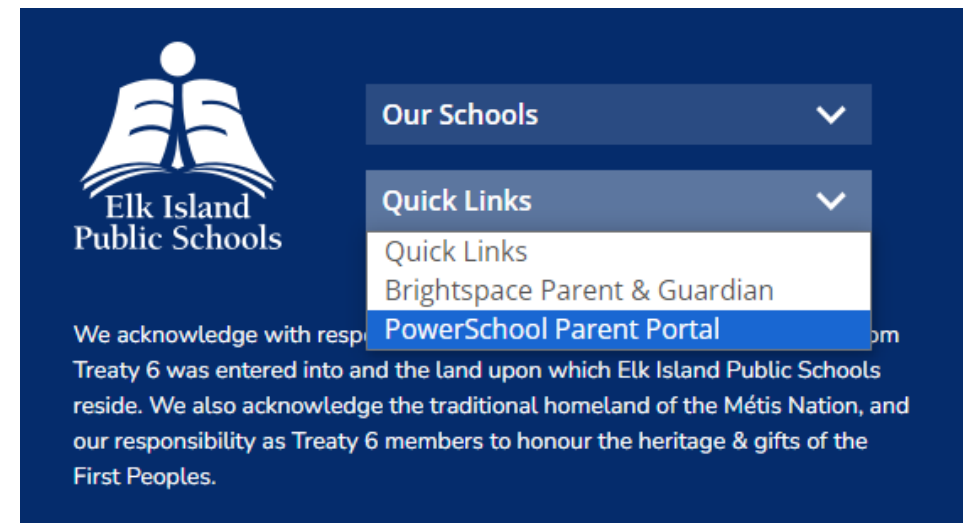 Elk Island
Public Schools
Our Schools
Quick Links
Quick Links
Brightspace Parent & Guardian
PowerSchool Parent Portal
We acknowledge with resp
Treaty 6 was entered into and the land upon which Elk Island Public Schools
reside. We also acknowledge the traditional homeland of the Métis Nation, and
our responsibility as Treaty 6 members to honour the heritage & gifts of the
First Peoples.